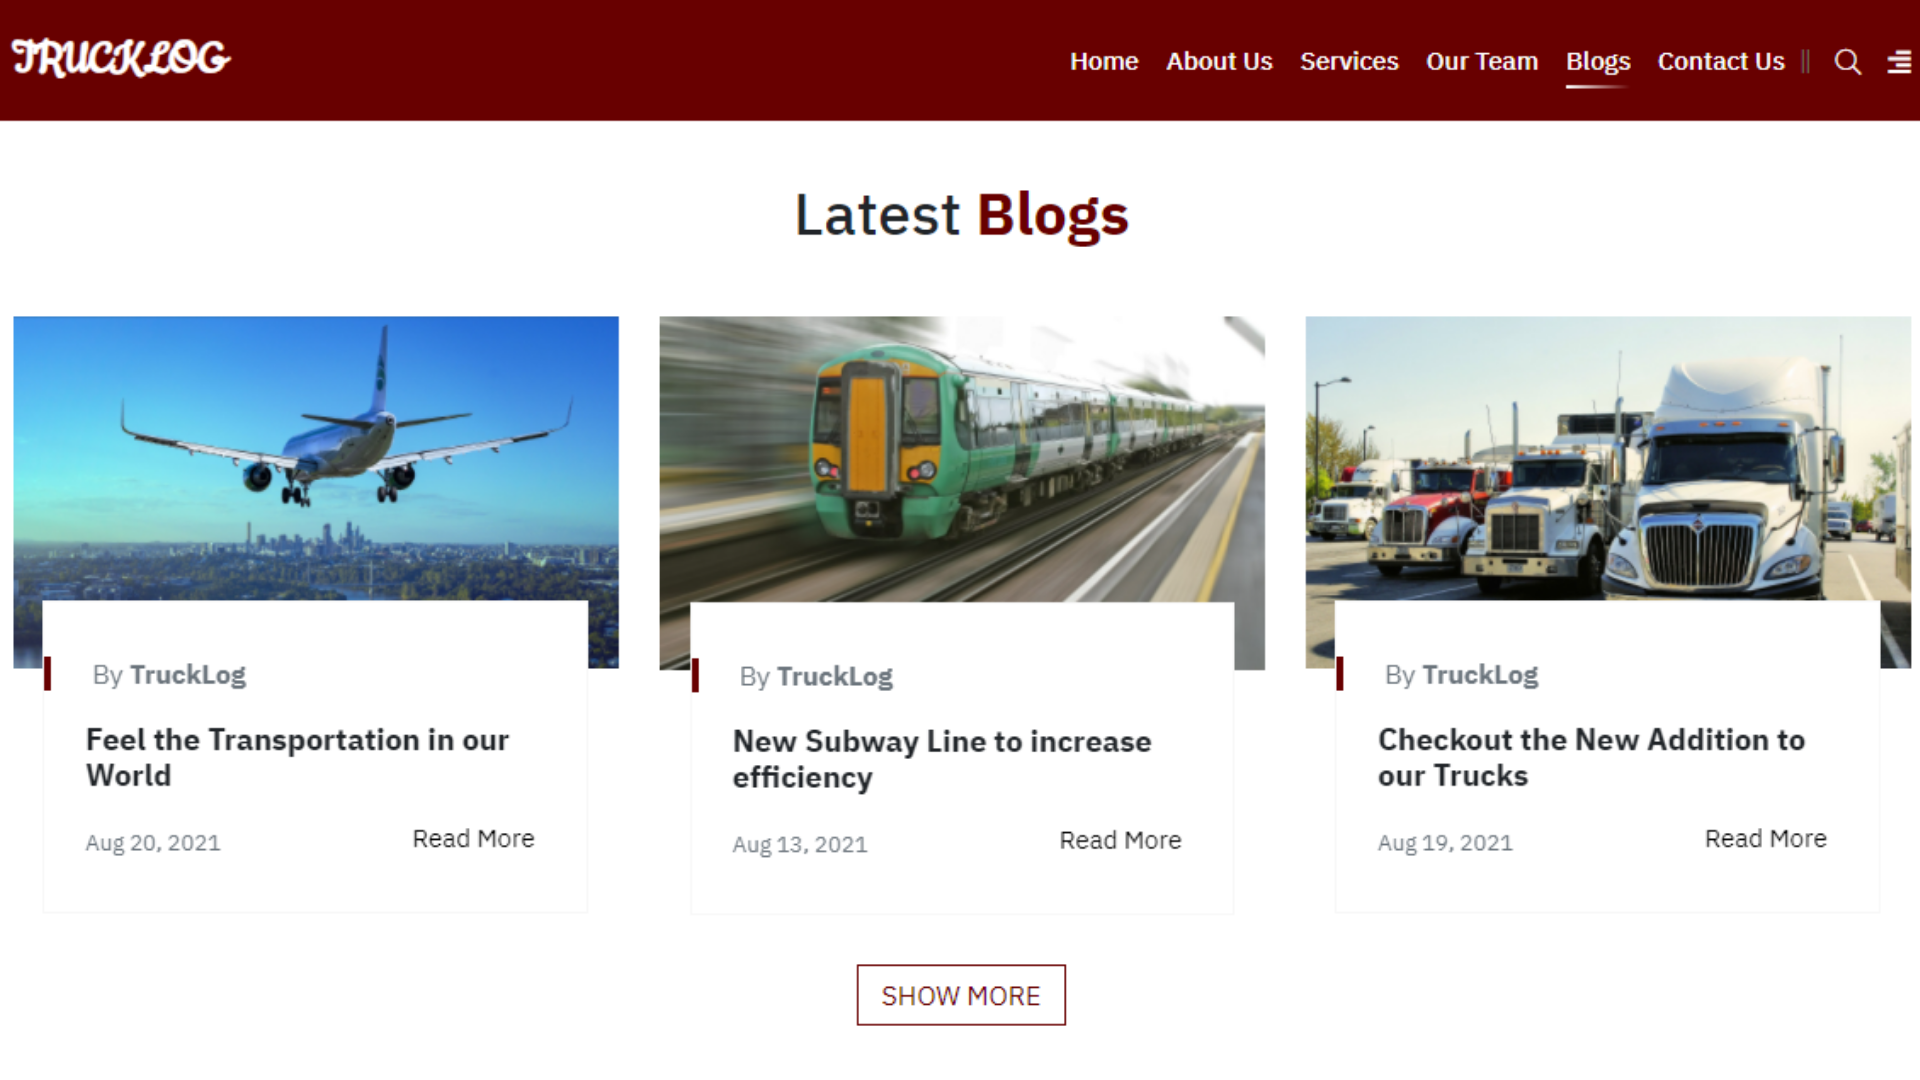 TRUCKLOG
Home About Us Services Our Team Blogs Contact Us
Latest Blogs
By TruckLog
Feel the Transportation in our
World
Aug 20, 2021 Read More
By TruckLog
New Subway Line to increase
efficiency
Aug 13, 2021 Read More
By TruckLog
Checkout the New Addition to
our Trucks
Aug 19, 2021 Read More
SHOW MORE